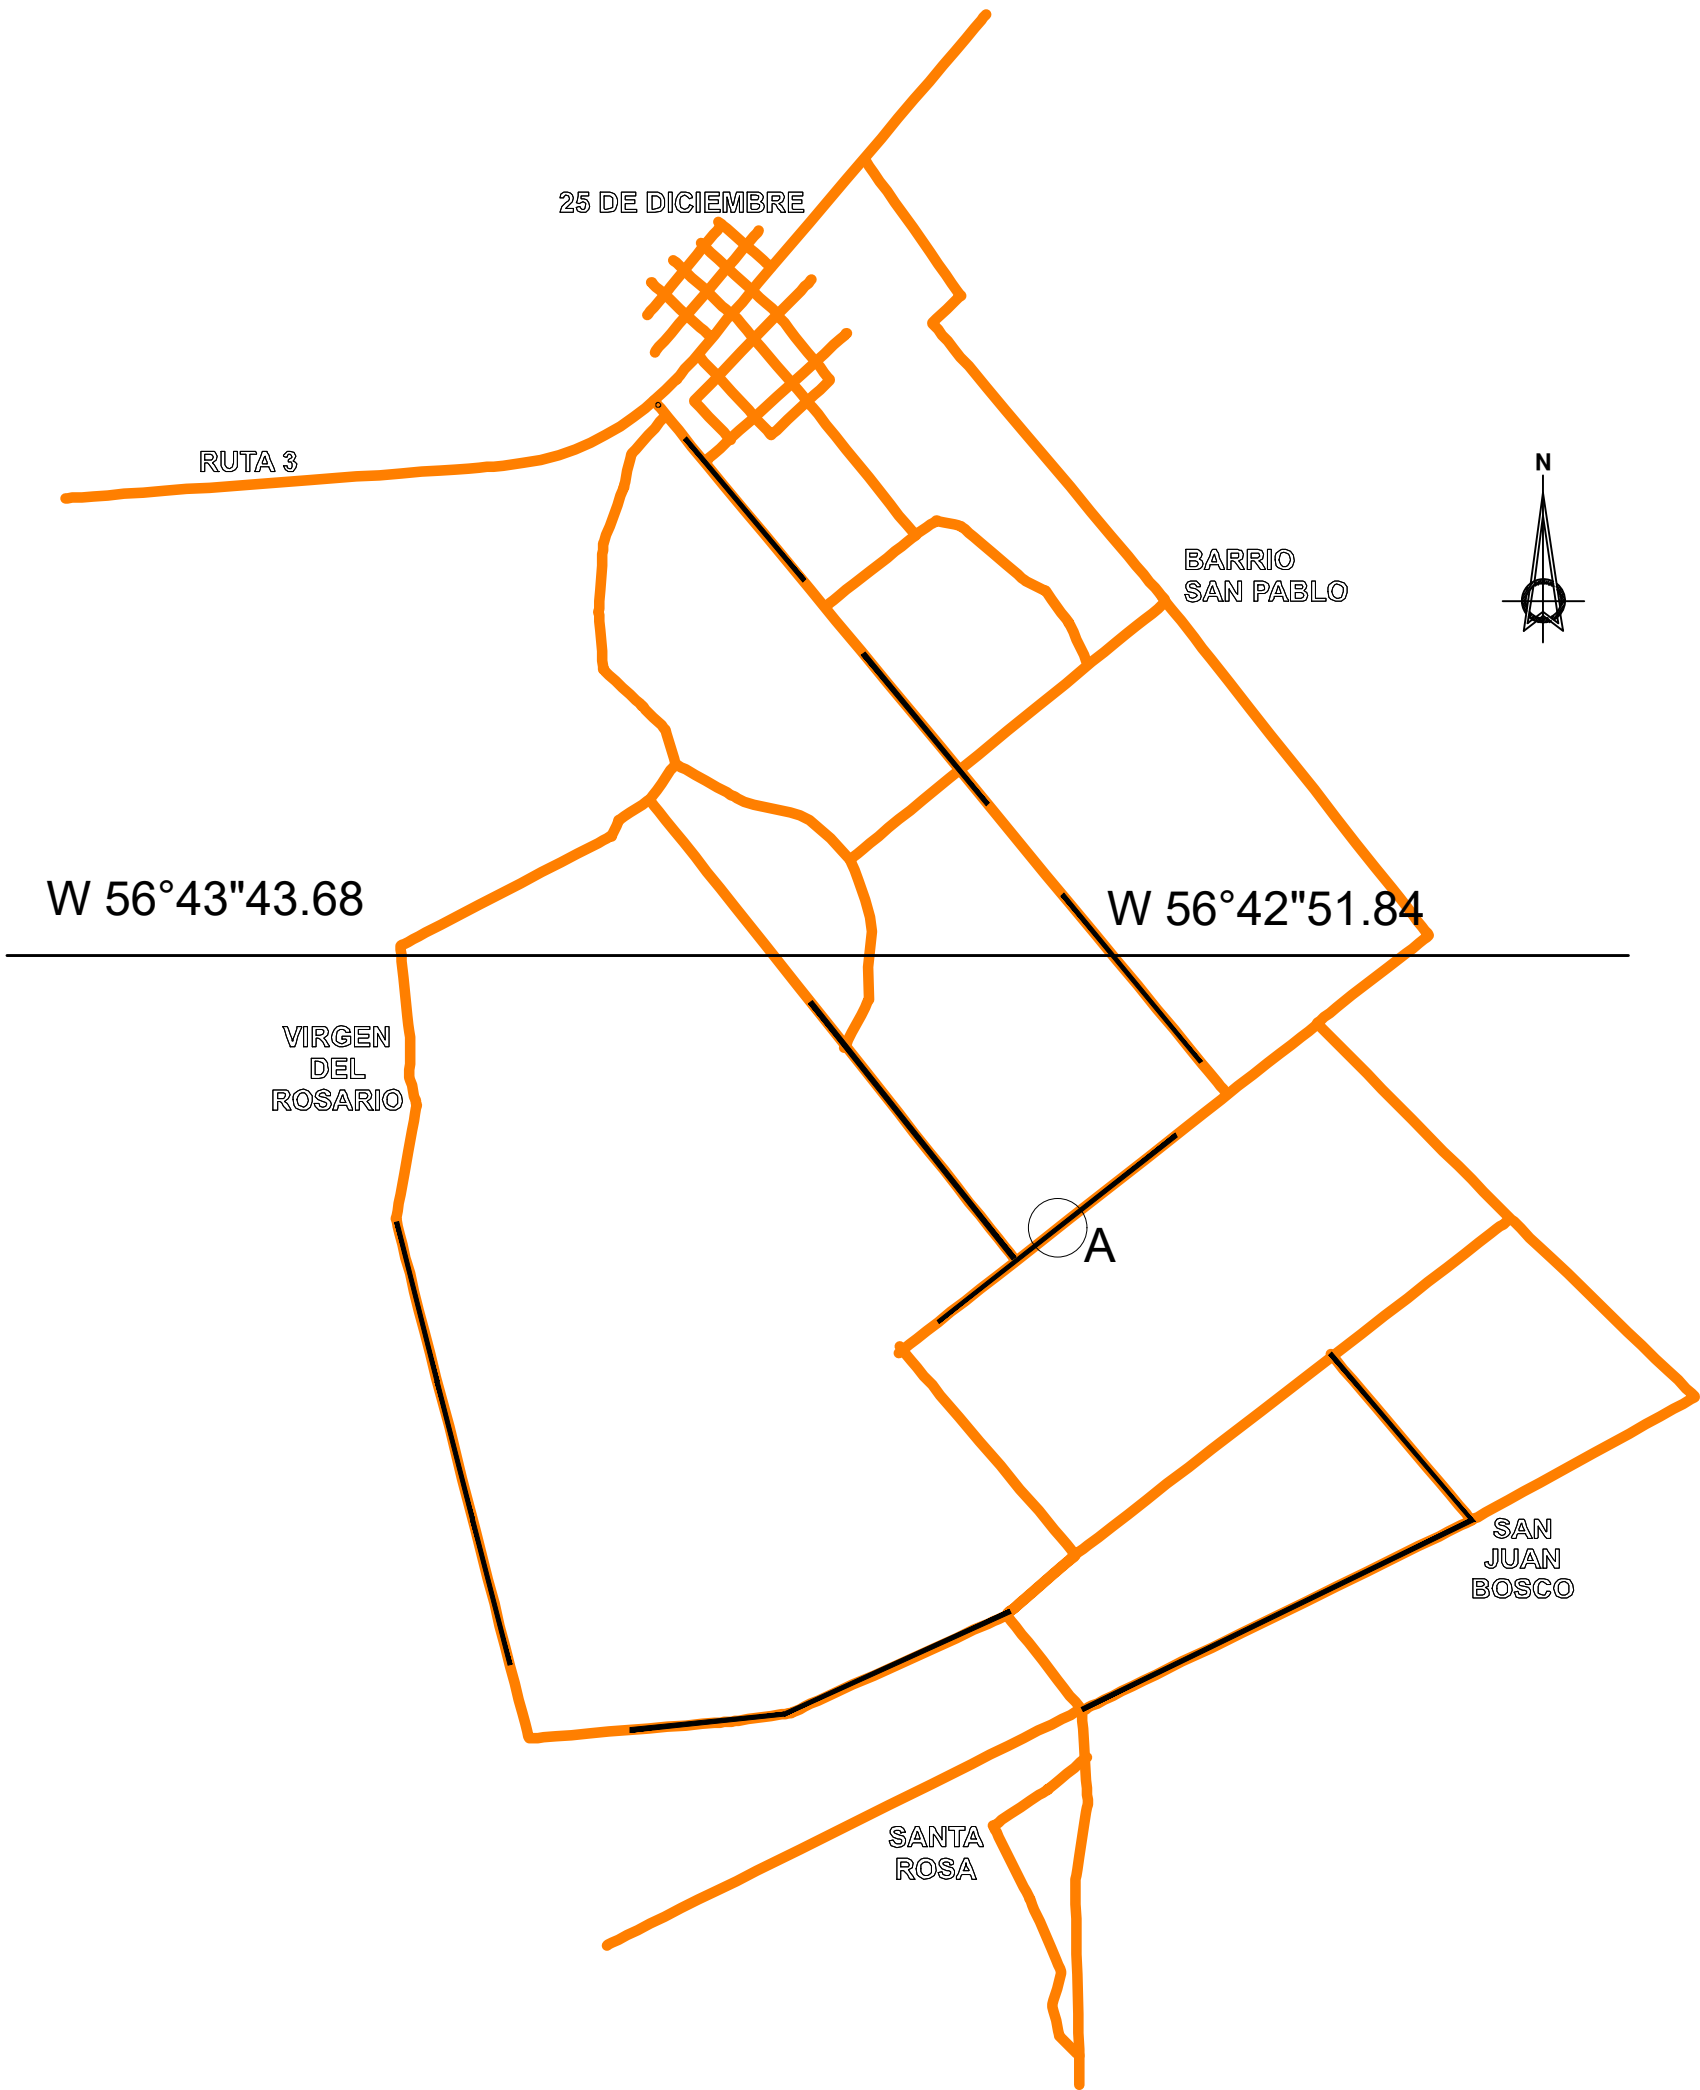 25 DE DICIEMBRE
RUTA 3
N
BARRIO
SAN PABLO
W 56°43"43.68
W 56°42"51.84
VIRGEN
DEL
ROSARIO
A
SAN
JUAN
BOSCO
SANTA
ROSA